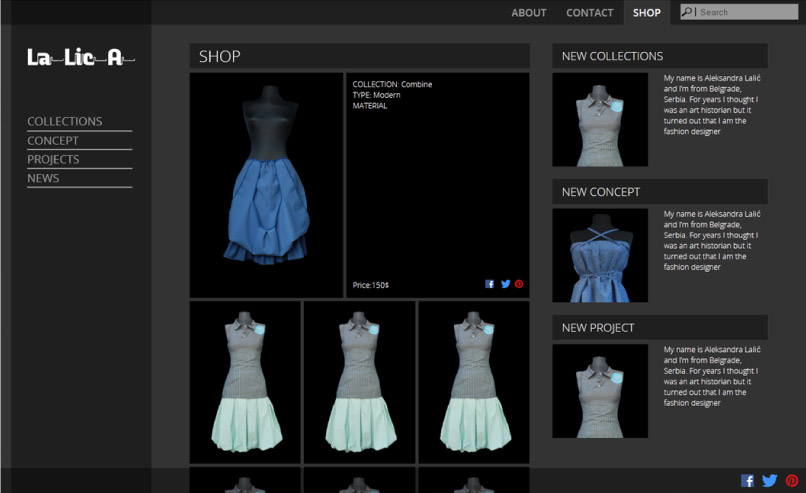 ABOUT CONTACT SHOP Search
La Lic A
COLLECTIONS
CONCEPT
PROJECTS
NEWS
SHOP
COLLECTION: Combine
TYPE: Modern
MATERIAL
Price:150$
NEW COLLECTIONS
My name is Aleksandra Lalić
and I'm from Belgrade,
Serbia. For years I thought I
was an art historian but it
turned out that I am the
fashion designer
NEW CONCEPT
My name is Aleksandra Lalić
and I'm from Belgrade,
Serbia. For years I thought I
was an art historian but it
turned out that I am the
fashion designer
NEW PROJECT
My name is Aleksandra Lalić
and I'm from Belgrade,
Serbia. For years I thought I
was an art historian but it
turned out that I am the
fashion designer